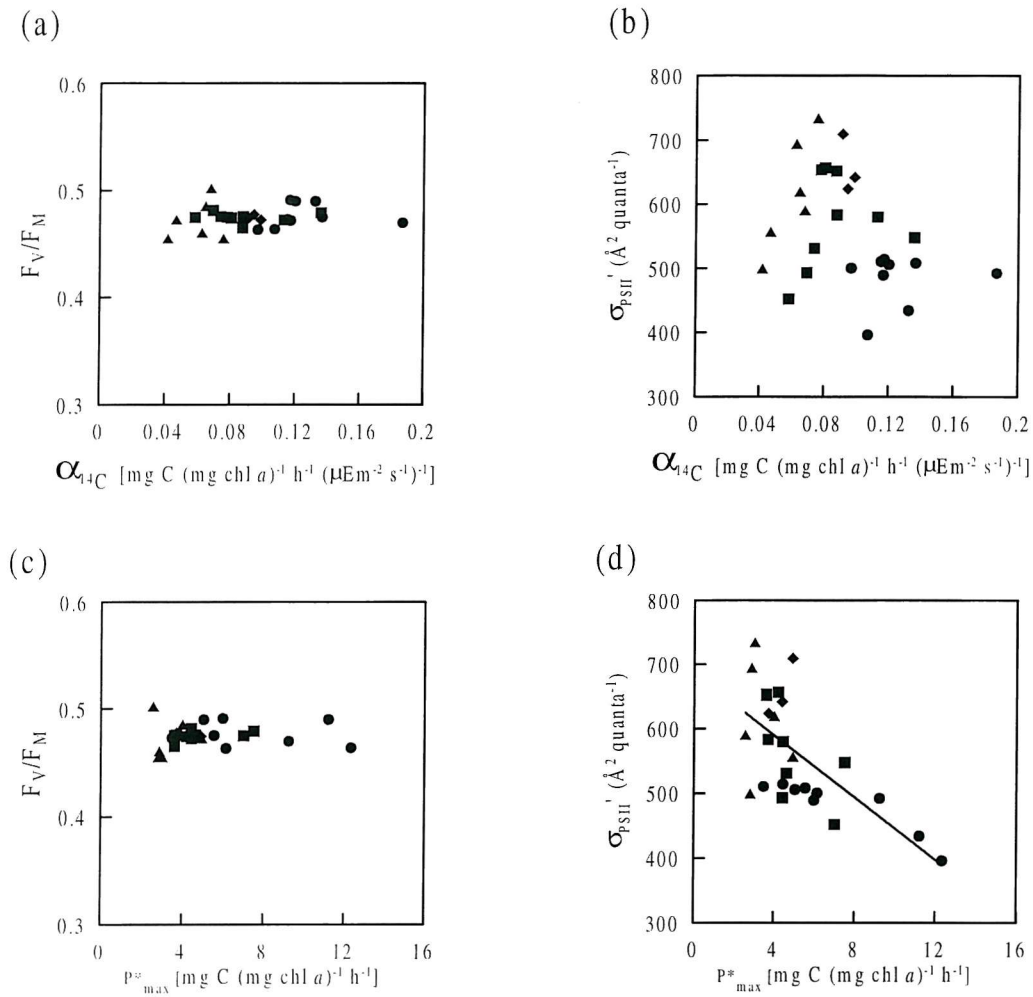 (a)
0.6
0.5
0.4
0.3
F_V/F_M
0 0.04 0.08 0.12 0.16 0.2
α_14C [mg C (mg chl a)⁻¹ h⁻¹ (μEm⁻² s⁻¹)⁻¹]
(b)
800
700
600
500
400
300
σ_PSII' (Å² quanta⁻¹)
0 0.04 0.08 0.12 0.16 0.2
α_14C [mg C (mg chl a)⁻¹ h⁻¹ (μEm⁻² s⁻¹)⁻¹]
(c)
0.6
0.5
0.4
0.3
F_V/F_M
0 4 8 12 16
P*_max [mg C (mg chl a)⁻¹ h⁻¹]
(d)
800
700
600
500
400
300
σ_PSII' (Å² quanta⁻¹)
0 4 8 12 16
P*_max [mg C (mg chl a)⁻¹ h⁻¹]